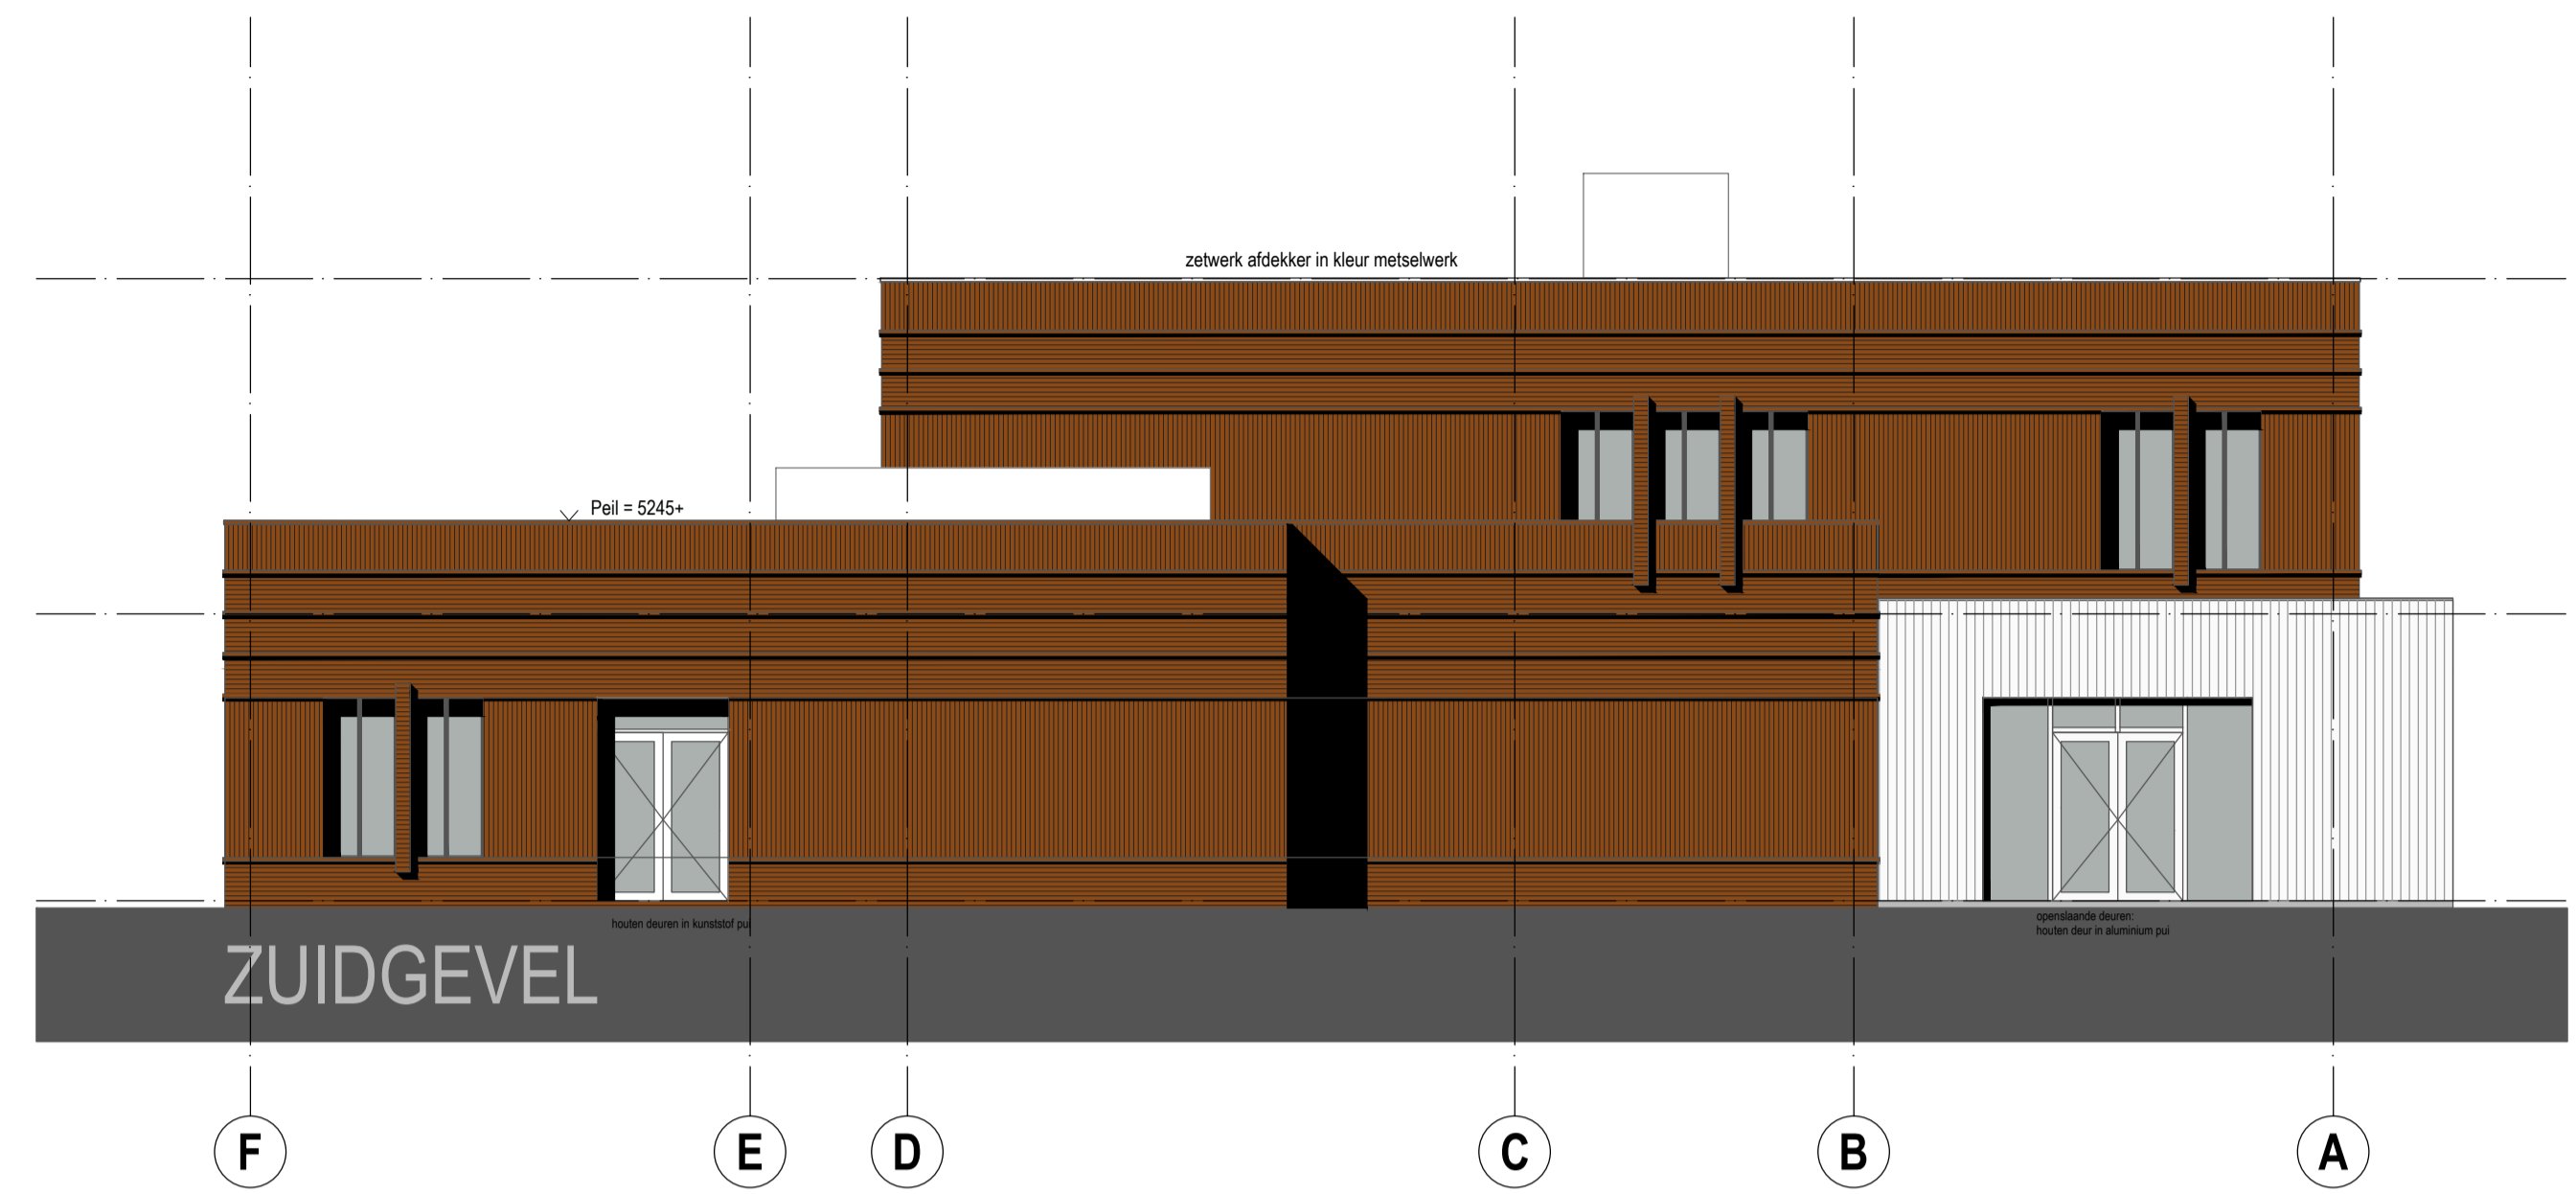 zetwerk afdekker in kleur metselwerk
Peil = 5245+
houten deuren in kunststof pui
openslaande deuren:
houten deur in aluminium pui
ZUIDGEVEL
F E D C B A